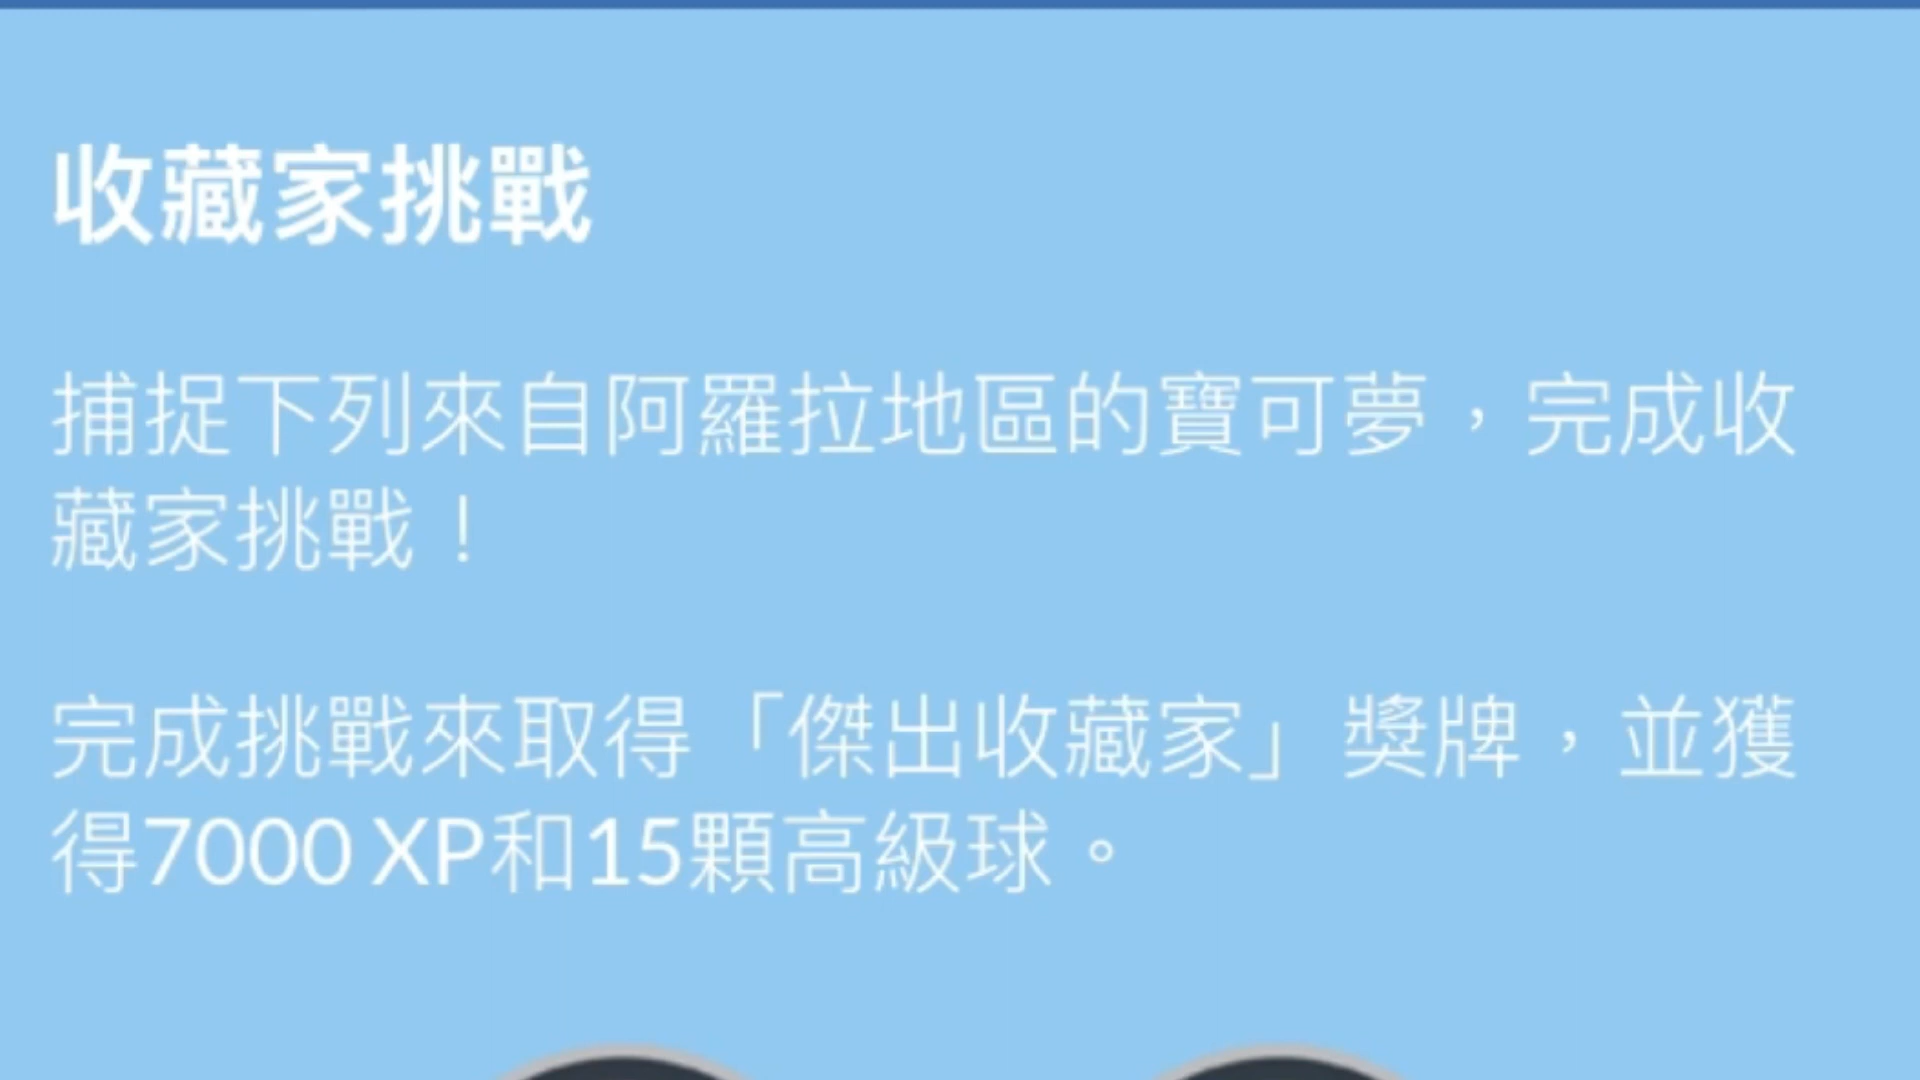 收藏家挑戰
捕捉下列來自阿羅拉地區的寶可夢，完成收
藏家挑戰！
完成挑戰來取得「傑出收藏家」獎牌，並獲
得7000 XP和15顆高級球。